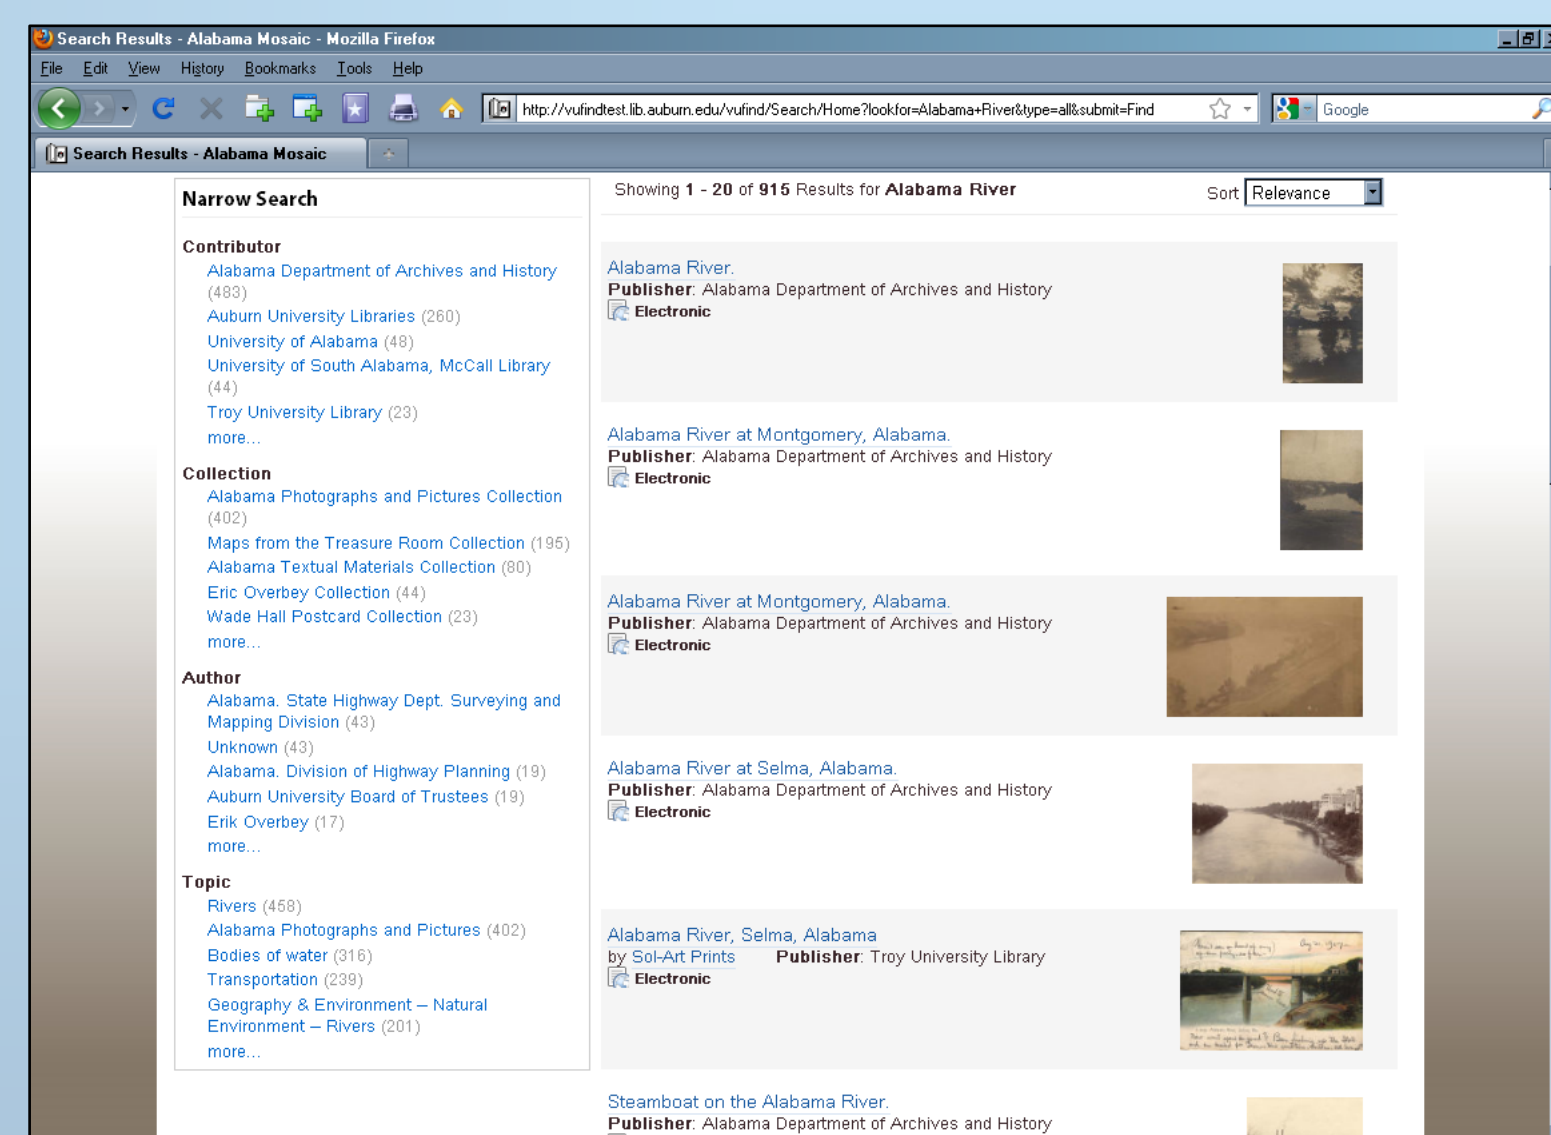 Search Results - Alabama Mosaic - Mozilla Firefox
File Edit View History Bookmarks Tools Help
http://vufindtest.lib.auburn.edu/vufind/Search/Home?lookfor=Alabama+River&type=all&submit=Find
Google
Search Results - Alabama Mosaic
Narrow Search
Contributor
Alabama Department of Archives and History
(483)
Auburn University Libraries (260)
University of Alabama (48)
University of South Alabama, McCall Library
(44)
Troy University Library (23)
more...
Collection
Alabama Photographs and Pictures Collection
(402)
Maps from the Treasure Room Collection (195)
Alabama Textual Materials Collection (80)
Eric Overbey Collection (44)
Wade Hall Postcard Collection (23)
more...
Author
Alabama. State Highway Dept. Surveying and
Mapping Division (43)
Unknown (43)
Alabama. Division of Highway Planning (19)
Auburn University Board of Trustees (19)
Erik Overbey (17)
more...
Topic
Rivers (458)
Alabama Photographs and Pictures (402)
Bodies of water (316)
Transportation (239)
Geography & Environment – Natural
Environment – Rivers (201)
more...
Showing 1 - 20 of 915 Results for Alabama River
Sort Relevance
Alabama River.
Publisher: Alabama Department of Archives and History
Electronic
Alabama River at Montgomery, Alabama.
Publisher: Alabama Department of Archives and History
Electronic
Alabama River at Montgomery, Alabama.
Publisher: Alabama Department of Archives and History
Electronic
Alabama River at Selma, Alabama.
Publisher: Alabama Department of Archives and History
Electronic
Alabama River, Selma, Alabama
by Sol-Art Prints Publisher: Troy University Library
Electronic
Steamboat on the Alabama River.
Publisher: Alabama Department of Archives and History